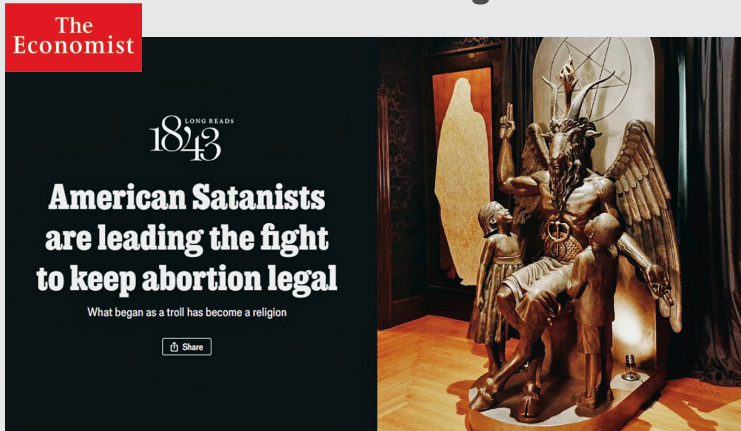 The
Economist
LONG READS
1843
American Satanists
are leading the fight
to keep abortion legal
What began as a troll has become a religion
Share